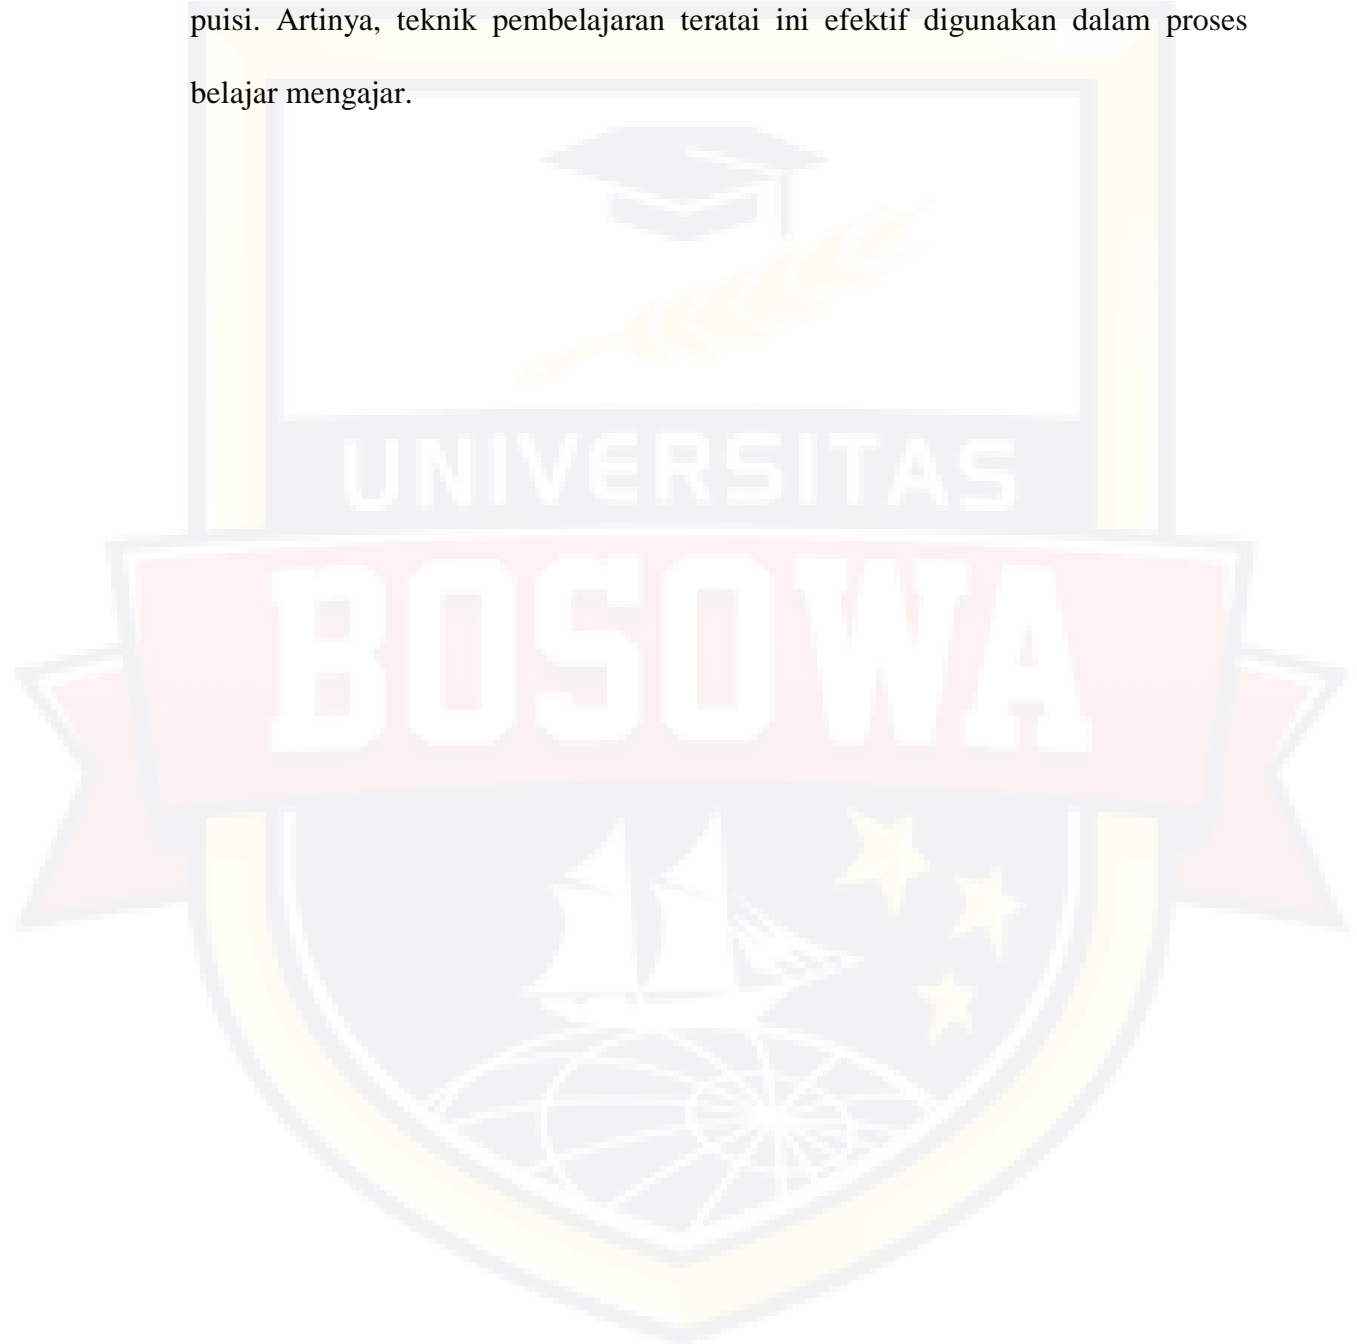 puisi. Artinya, teknik pembelajaran teratai ini efektif digunakan dalam proses
belajar mengajar.
UNIVERSITAS
BOSOWA